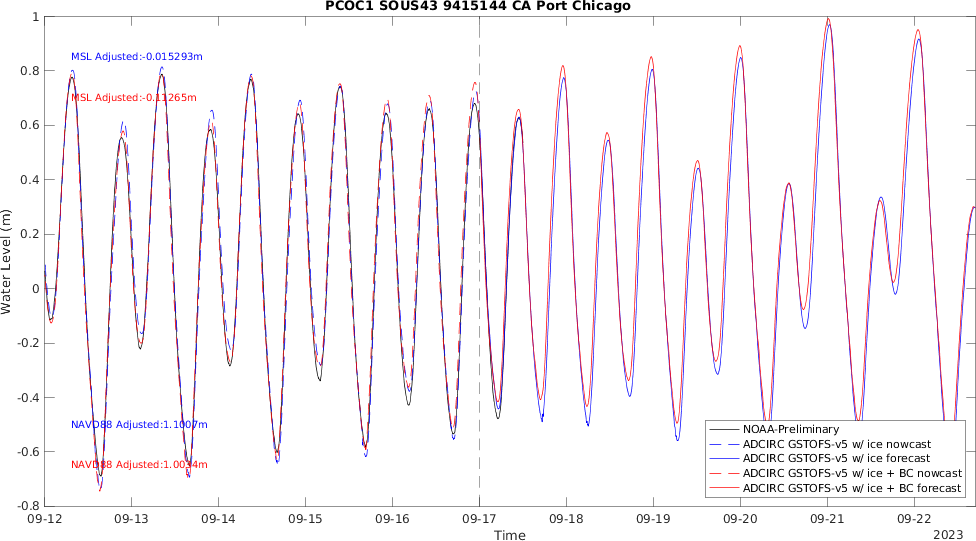 PCOC1 SOUS43 9415144 CA Port Chicago
1
MSL Adjusted:-0.015293m
0.8
MSL Adjusted:-0.11265m
0.6
0.4
0.2
Water Level (m)
0
-0.2
-0.4
NAVD88 Adjusted:1.1007m
NOAA-Preliminary
ADCIRC GSTOFS-v5 w/ ice nowcast
ADCIRC GSTOFS-v5 w/ ice forecast
ADCIRC GSTOFS-v5 w/ ice + BC nowcast
ADCIRC GSTOFS-v5 w/ ice + BC forecast
-0.6
NAVD88 Adjusted:1.0034m
-0.8
09-12 09-13 09-14 09-15 09-16 09-17 09-18 09-19 09-20 09-21 09-22
Time
2023